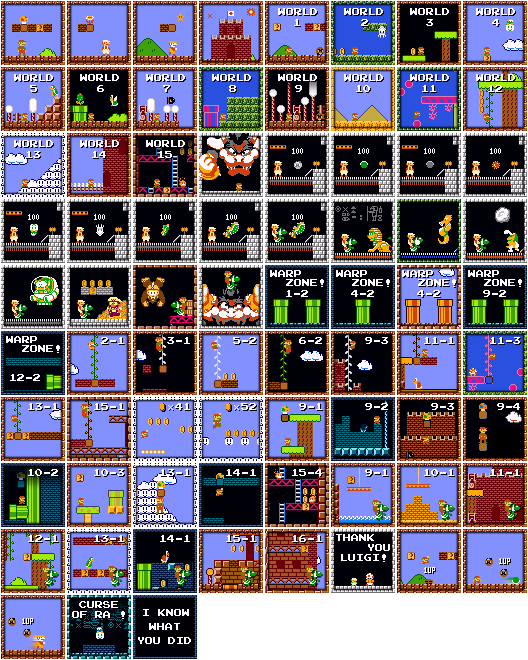 WORLD 1
WORLD 2
WORLD 3
WORLD 4
WORLD 5
WORLD 6
WORLD 7
WORLD 8
WORLD 9
WORLD 10
WORLD 11
WORLD 12
WORLD 13
WORLD 14
WORLD 15
100
100
100
100
100
100
100
100
WARP ZONE!
1-2
WARP ZONE!
4-2
WARP ZONE!
4-2
WARP ZONE!
9-2
WARP ZONE!
12-2
2-1
3-1
5-2
6-2
9-3
11-1
11-3
13-1
15-1
×41
×52
9-1
9-2
9-3
9-4
10-2
10-3
13-1
14-1
15-4
9-1
10-1
11-1
12-1
13-1
14-1
15-1
16-1
THANK
YOU
LUIGI!
1UP
1UP
1UP
CURSE
OF RA !
I KNOW
WHAT
YOU DID